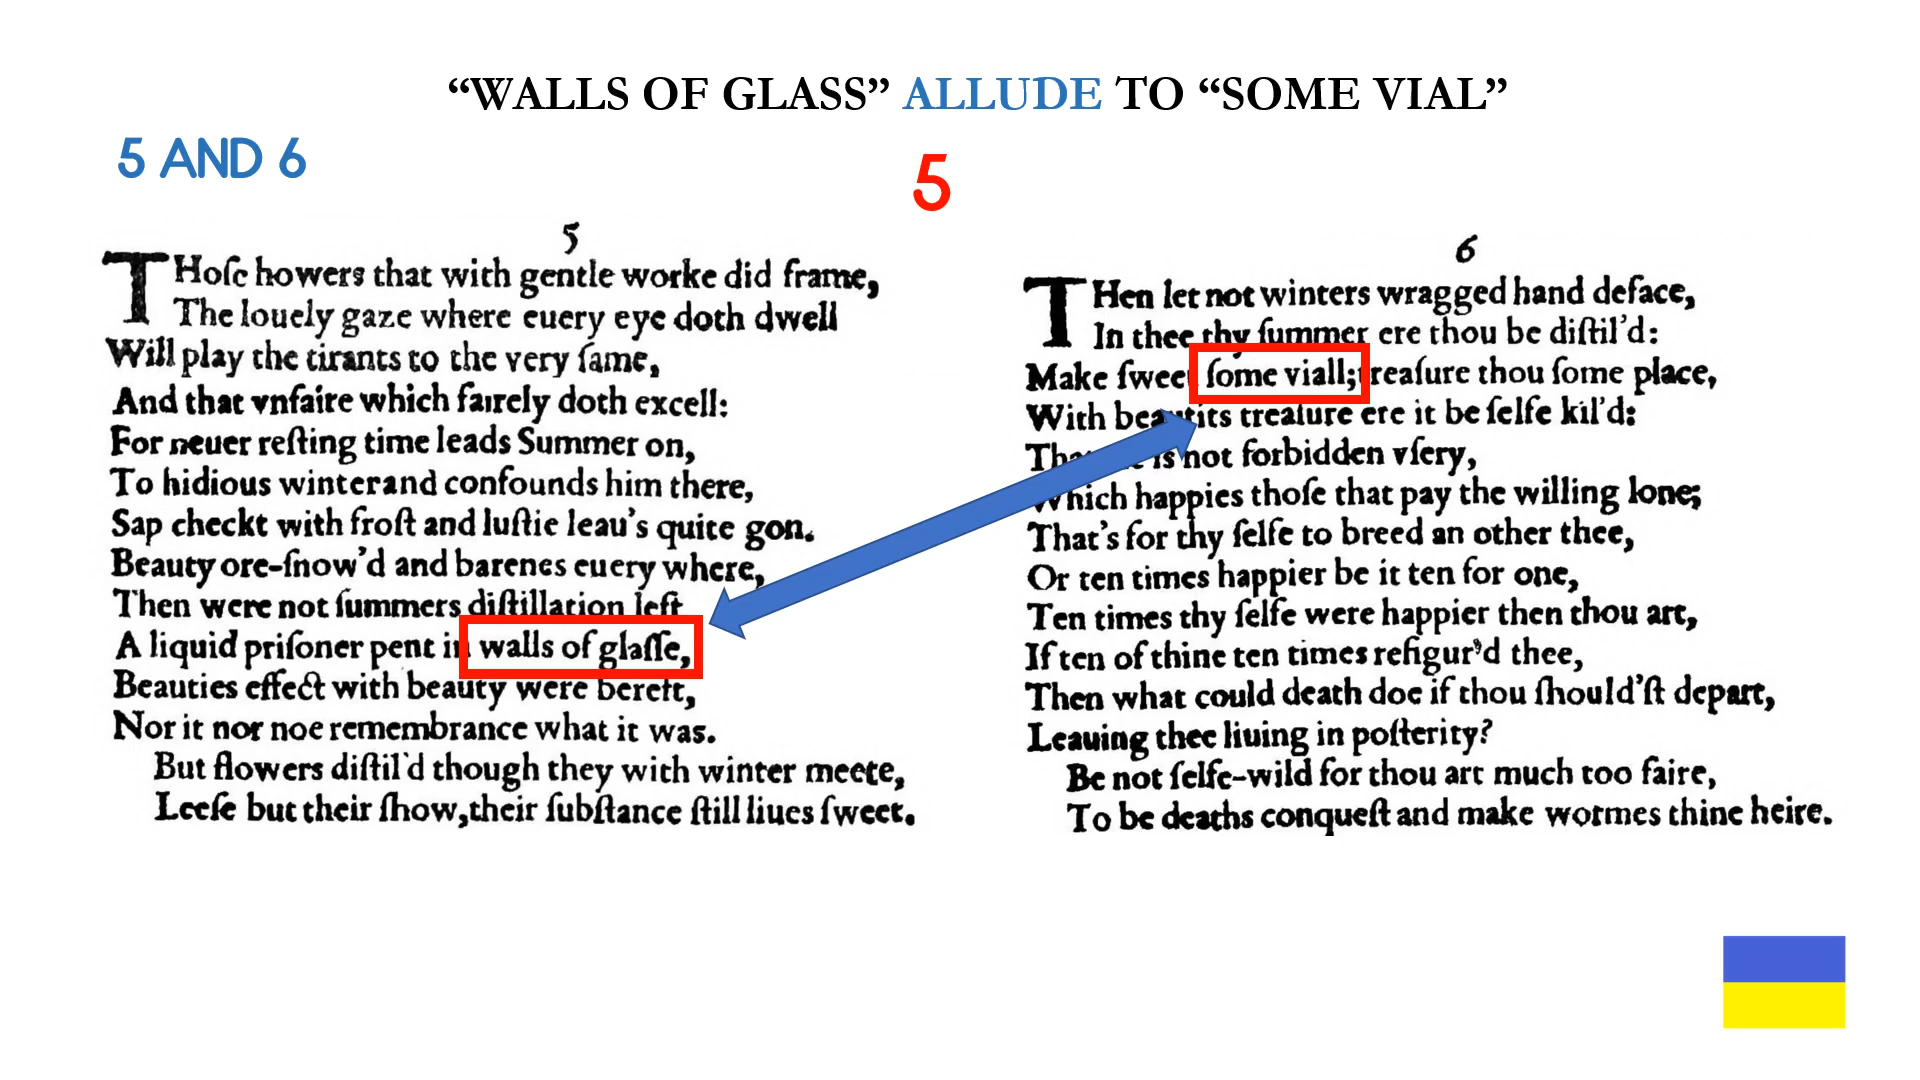 “WALLS OF GLASS” ALLUDE TO “SOME VIAL”
5 AND 6
5
5
THoſe howers that with gentle worke did frame,
The louely gaze where euery eye doth dwell
Will play the tirants to the very ſame,
And that vnfaire which fairely doth excell:
For neuer reſting time leads Summer on,
To hidious winterand confounds him there,
Sap checkt with froſt and luſtie leau's quite gon.
Beauty ore-ſnow'd and barenes euery where,
Then were not ſummers diſtillation left
A liquid priſoner pent in walls of glaſſe,
Beauties effect with beauty were bereft,
Nor it nor noe remembrance what it was.
But flowers diſtil'd though they with winter meete,
Leeſe but their ſhow,their ſubſtance ſtill liues ſweet.
6
THen let not winters wragged hand deface,
In thee thy ſummer ere thou be diſtil'd:
Make ſweet ſome viall;treaſure thou ſome place,
With beautits treaſure ere it be ſelfe kil'd:
is not forbidden vſery,
Which happies thoſe that pay the willing lone;
That's for thy ſelfe to breed an other thee,
Or ten times happier be it ten for one,
Ten times thy ſelfe were happier then thou art,
If ten of thine ten times refigur'd thee,
Then what could death doe if thou ſhould'ſt depart,
Leauing thee liuing in poſterity?
Be not ſelfe-wild for thou art much too faire,
To be deaths conqueſt and make wormes thine heire.